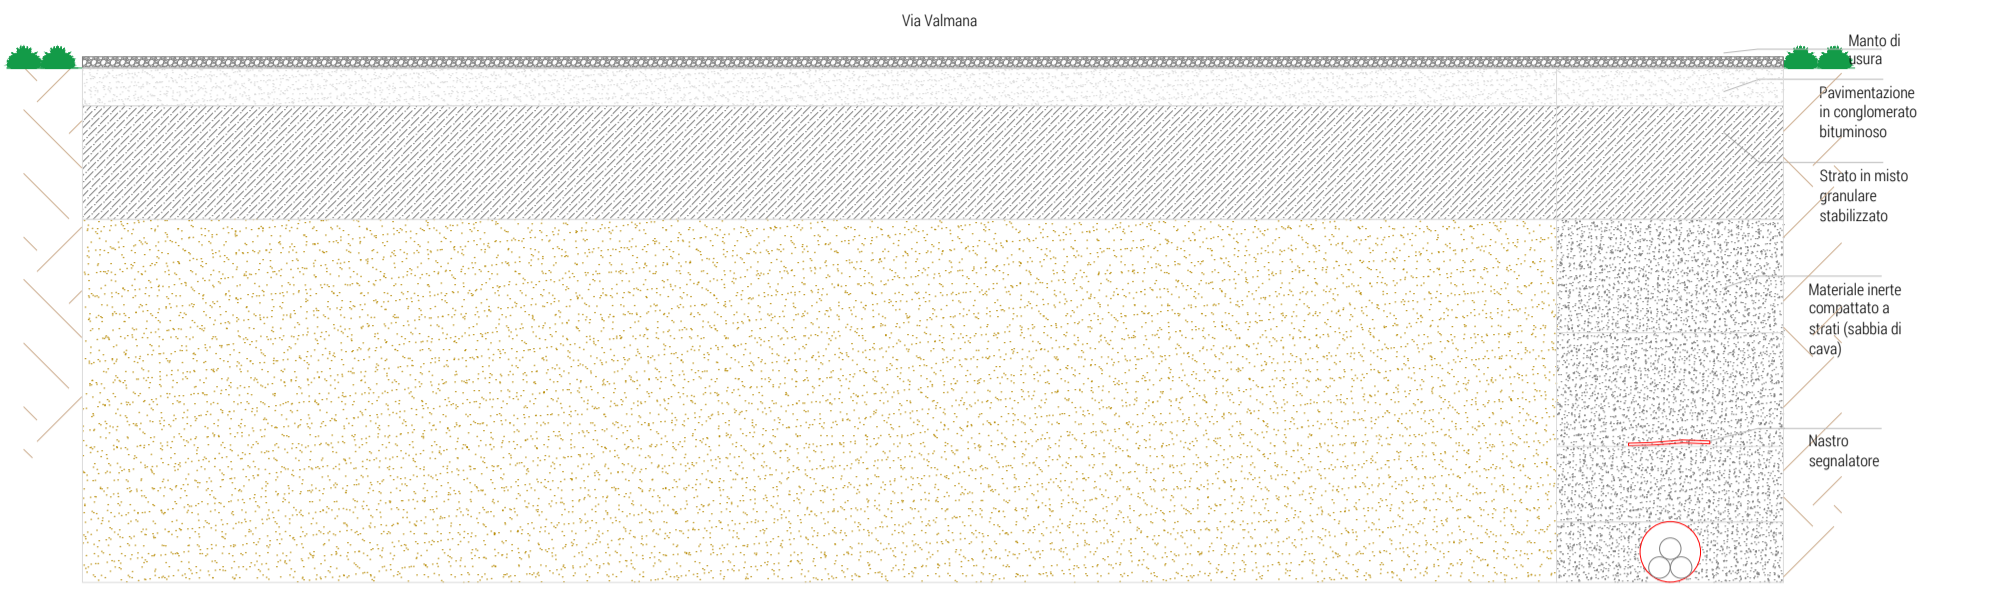 Via Valmana
Manto di
usura
Pavimentazione
in conglomerato
bituminoso
Strato in misto
granulare
stabilizzato
Materiale inerte
compattato a
strati (sabbia di
cava)
Nastro
segnalatore